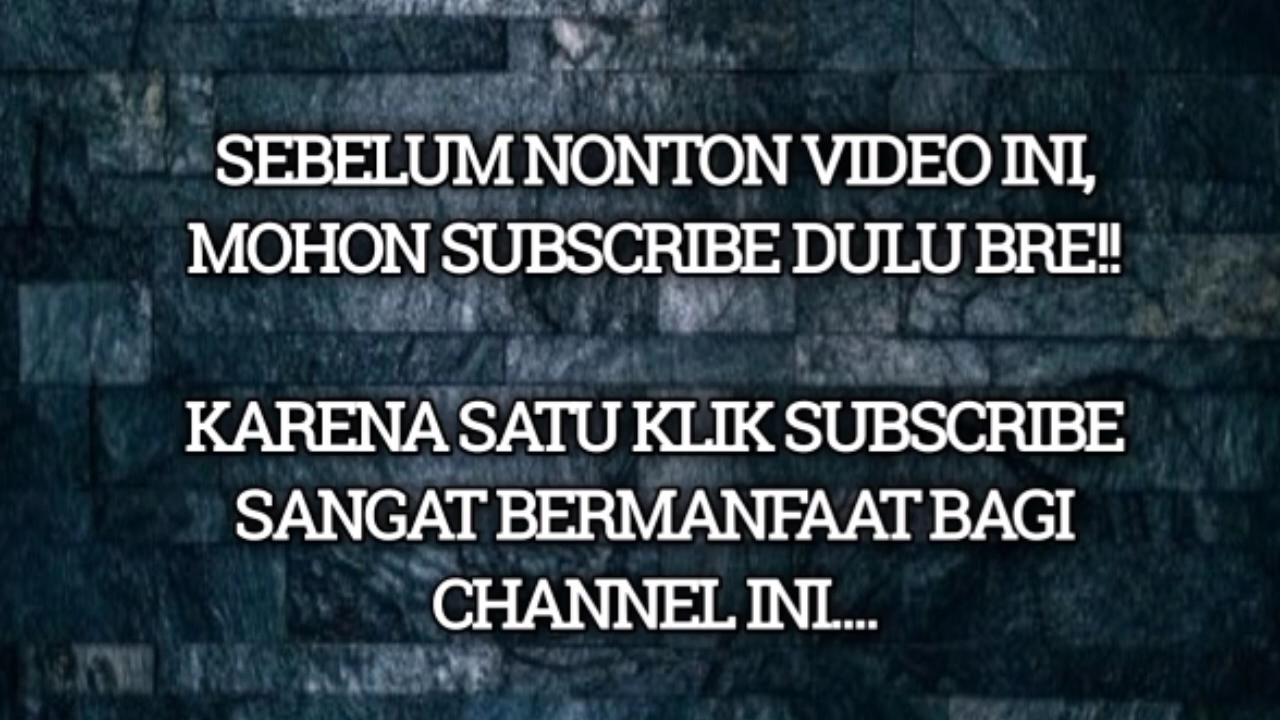 SEBELUM NONTON VIDEO INI,
MOHON SUBSCRIBE DULU BRE!!
KARENA SATU KLIK SUBSCRIBE
SANGAT BERMANFAAT BAGI
CHANNEL INI....